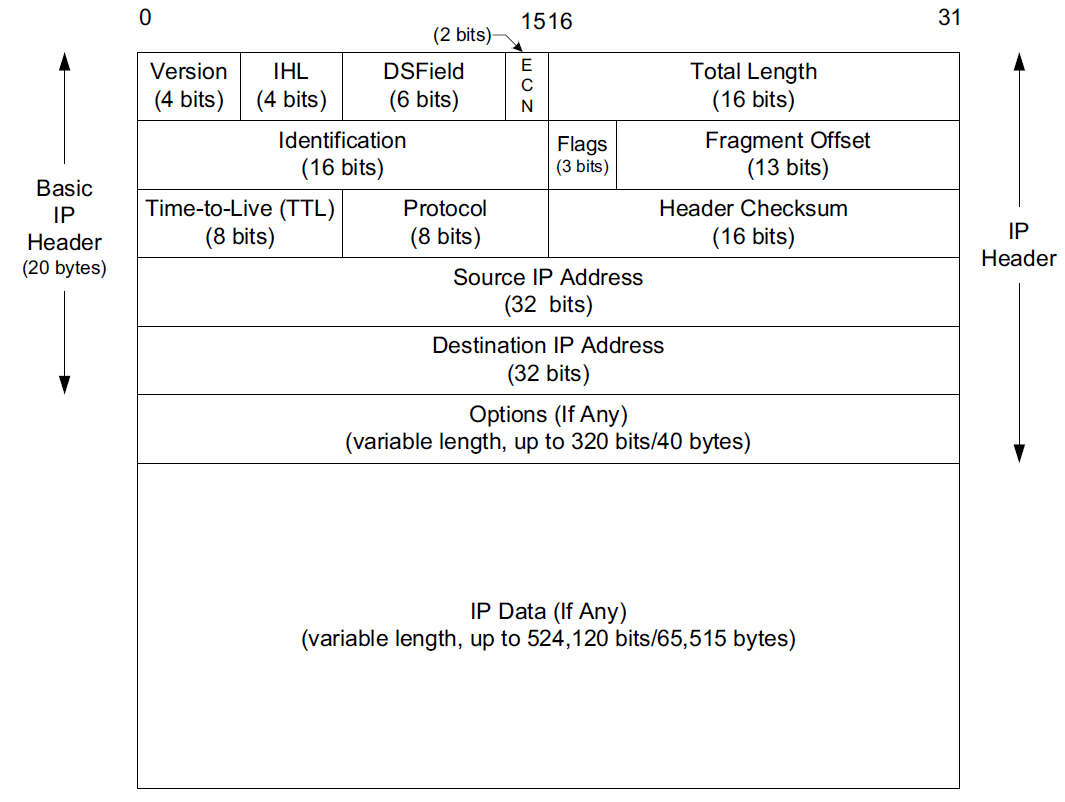 0
1516
31
(2 bits)
Version
(4 bits)
IHL
(4 bits)
DSField
(6 bits)
E
C
N
Total Length
(16 bits)
Identification
(16 bits)
Flags
(3 bits)
Fragment Offset
(13 bits)
Time-to-Live (TTL)
(8 bits)
Protocol
(8 bits)
Header Checksum
(16 bits)
Basic
IP
Header
(20 bytes)
IP
Header
Source IP Address
(32 bits)
Destination IP Address
(32 bits)
Options (If Any)
(variable length, up to 320 bits/40 bytes)
IP Data (If Any)
(variable length, up to 524,120 bits/65,515 bytes)